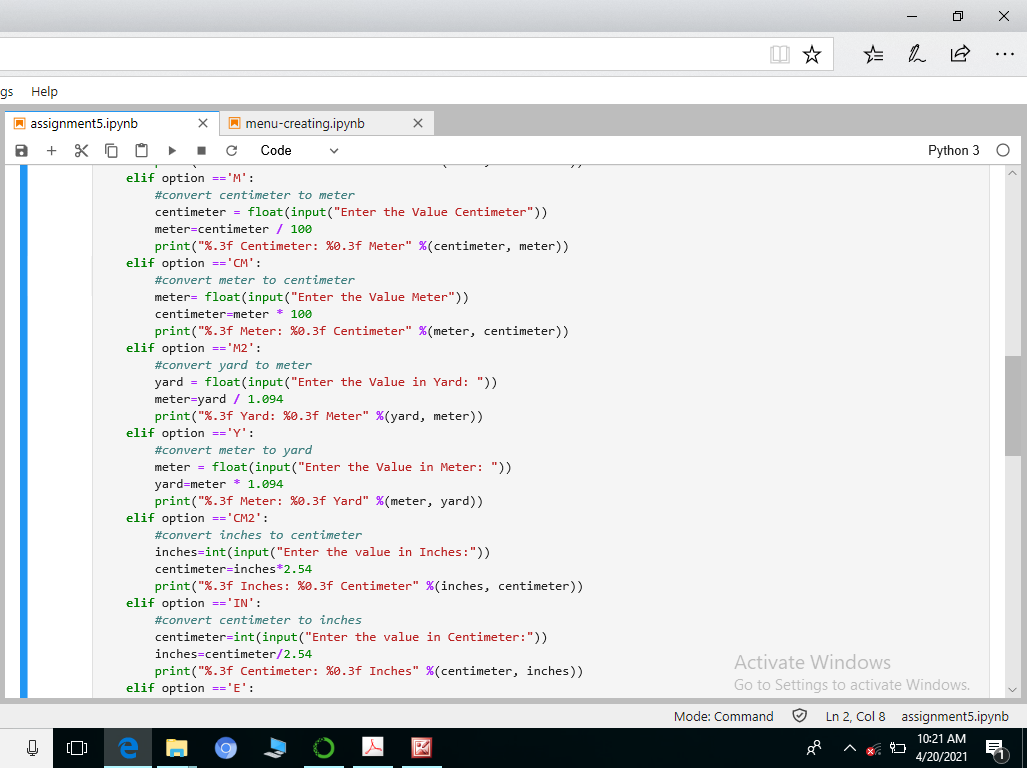 gs Help
assignment5.ipynb menu-creating.ipynb
Code Python 3
elif option =='M':
#convert centimeter to meter
centimeter = float(input("Enter the Value Centimeter"))
meter=centimeter / 100
print("%.3f Centimeter: %0.3f Meter" %(centimeter, meter))
elif option =='CM':
#convert meter to centimeter
meter= float(input("Enter the Value Meter"))
centimeter=meter * 100
print("%.3f Meter: %0.3f Centimeter" %(meter, centimeter))
elif option =='M2':
#convert yard to meter
yard = float(input("Enter the Value in Yard: "))
meter=yard / 1.094
print("%.3f Yard: %0.3f Meter" %(yard, meter))
elif option =='Y':
#convert meter to yard
meter = float(input("Enter the Value in Meter: "))
yard=meter * 1.094
print("%.3f Meter: %0.3f Yard" %(meter, yard))
elif option =='CM2':
#convert inches to centimeter
inches=int(input("Enter the value in Inches:"))
centimeter=inches*2.54
print("%.3f Inches: %0.3f Centimeter" %(inches, centimeter))
elif option =='IN':
#convert centimeter to inches
centimeter=int(input("Enter the value in Centimeter:"))
inches=centimeter/2.54
print("%.3f Centimeter: %0.3f Inches" %(centimeter, inches))
elif option =='E':
Activate Windows
Go to Settings to activate Windows.
Mode: Command Ln 2, Col 8 assignment5.ipynb
10:21 AM
4/20/2021
1